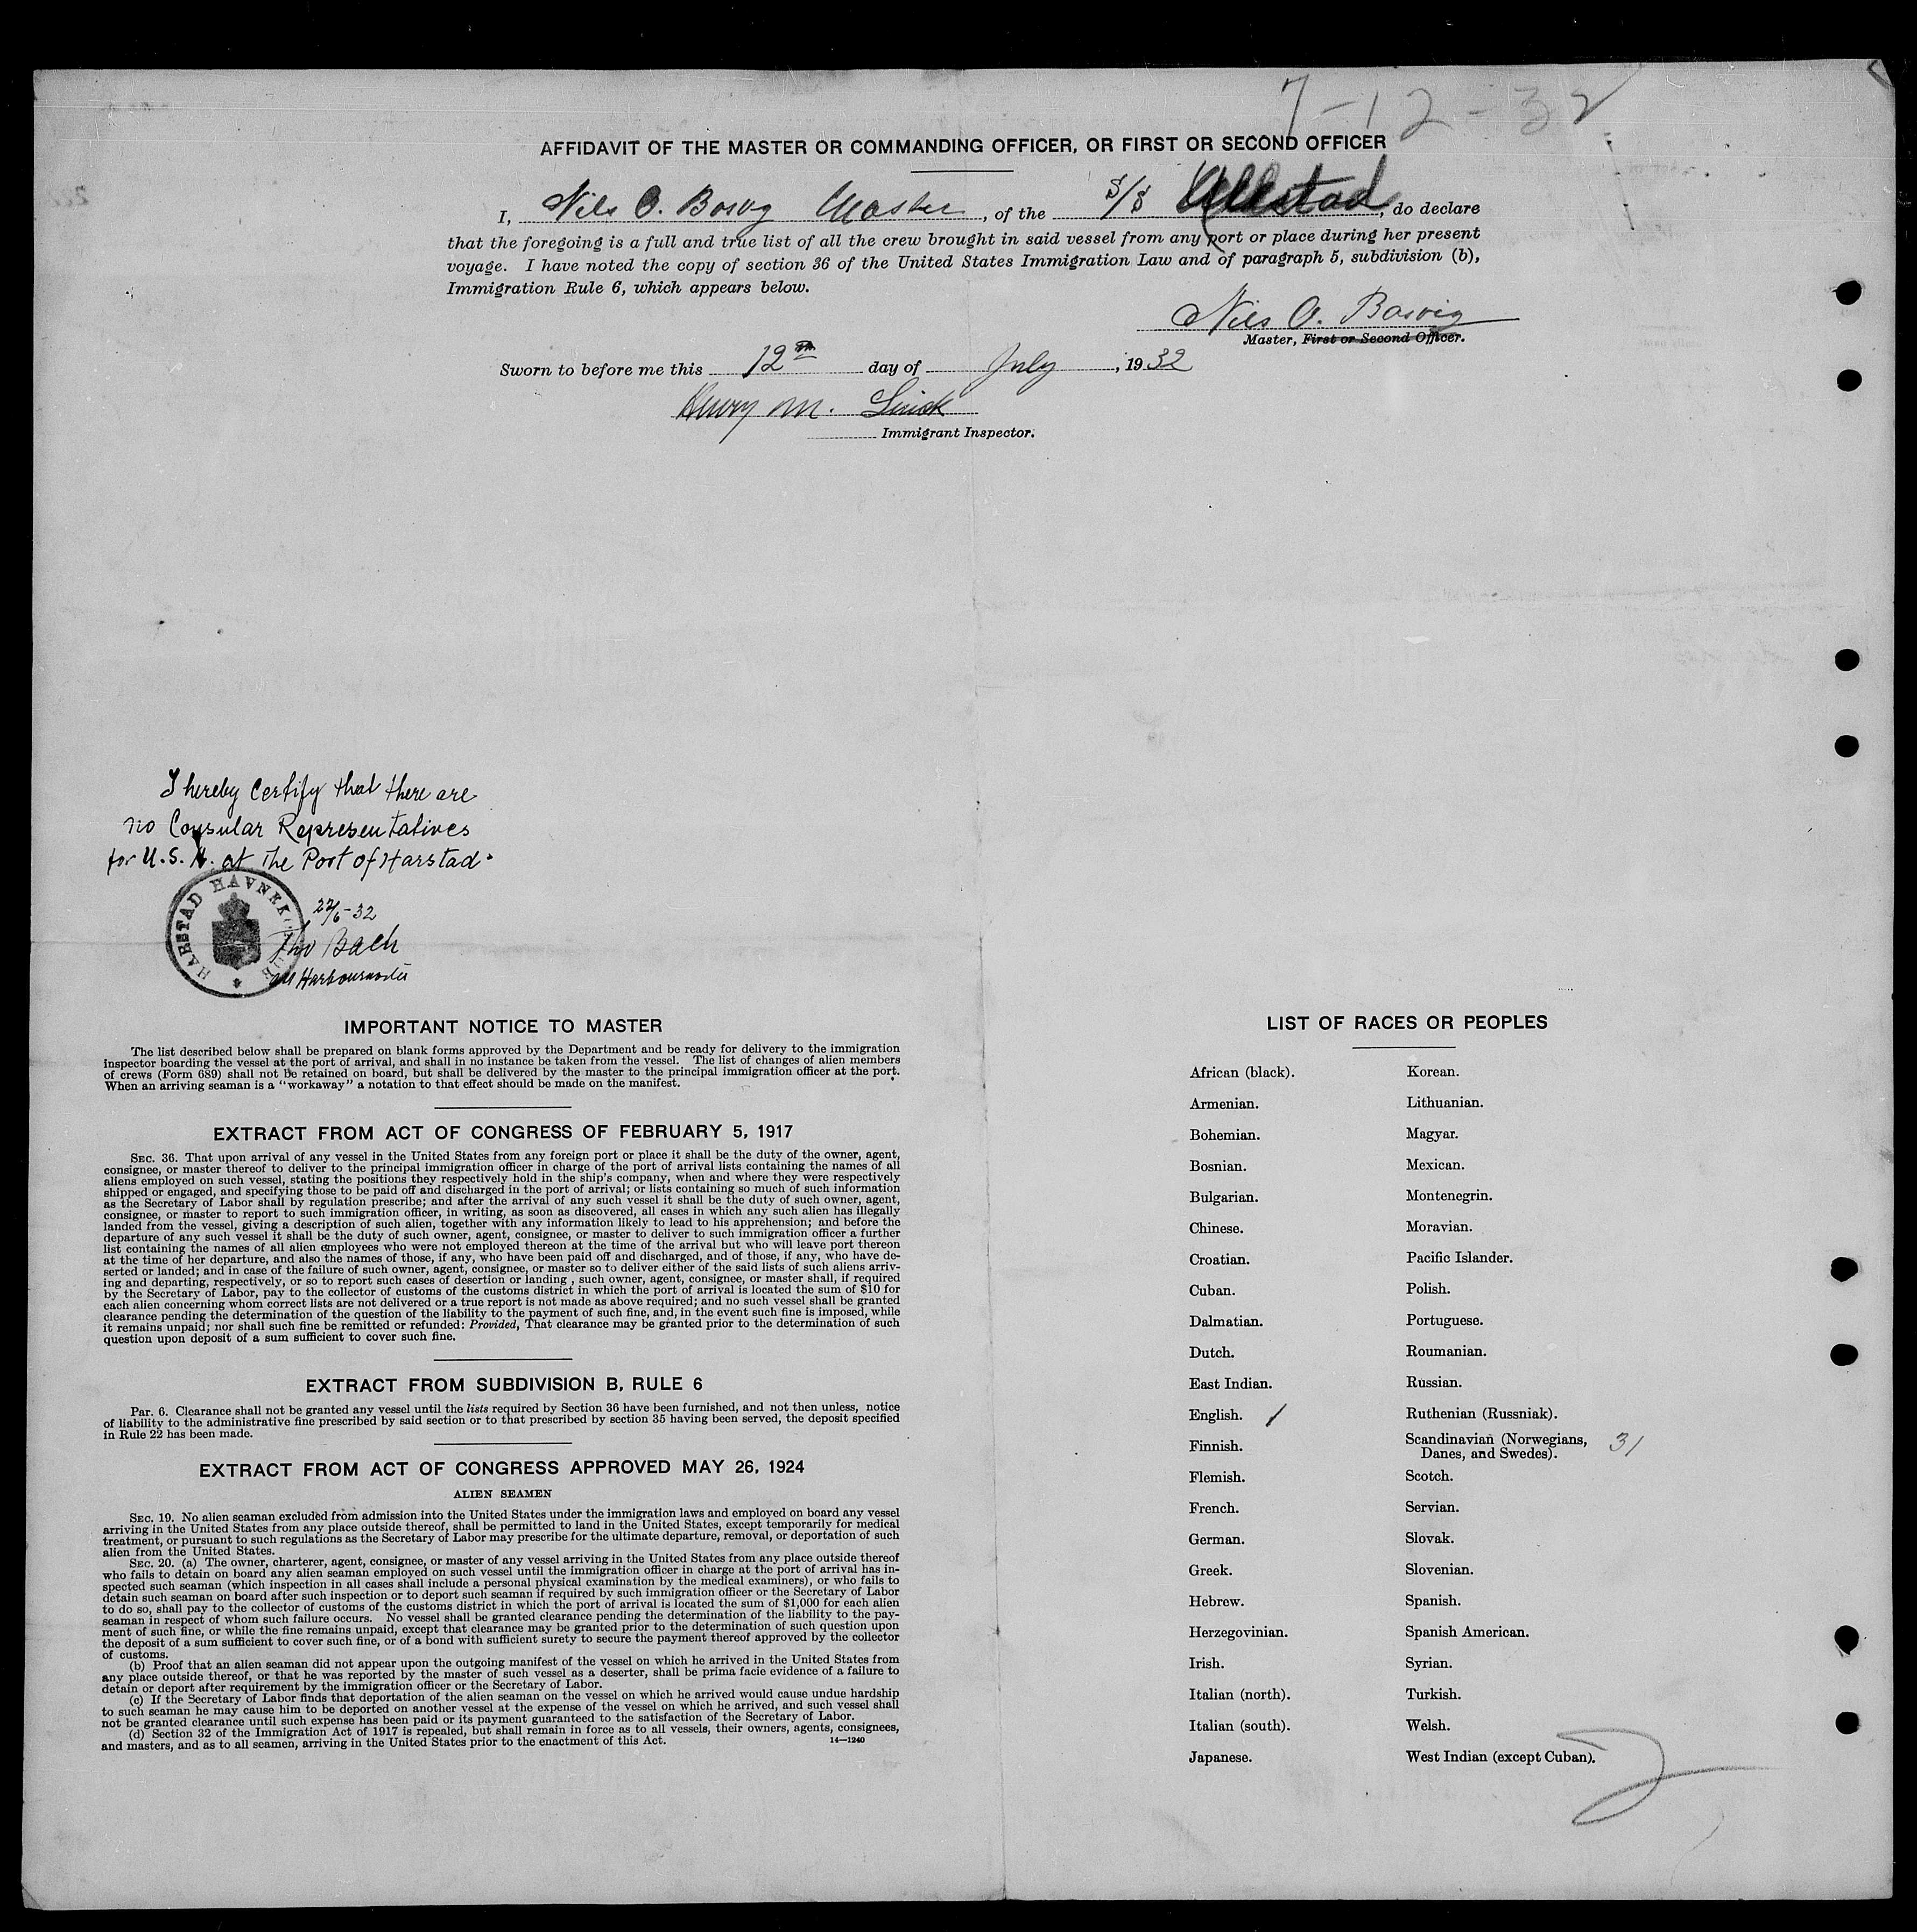 7-12-32
AFFIDAVIT OF THE MASTER OR COMMANDING OFFICER, OR FIRST OR SECOND OFFICER
I, Nils O. Master, of the S/S do declare
that the foregoing is a full and true list of all the crew brought in said vessel from any port or place during her present
voyage. I have noted the copy of section 36 of the United States Immigration Law and of paragraph 5, subdivision (b),
Immigration Rule 6, which appears below.
Nils O.
Master, First or Second Officer.
Sworn to before me this 12th day of July, 1932
Henry M.
Immigrant Inspector.
I hereby certify that there are
no Consular Representatives
for U.S.A. at the Port of Harstad.
HARSTAD
22/6-32
Bach
IMPORTANT NOTICE TO MASTER
The list described below shall be prepared on blank forms approved by the Department and be ready for delivery to the immigration
inspector boarding the vessel at the port of arrival, and shall in no instance be taken from the vessel. The list of changes of alien members
of crews (Form 689) shall not be retained on board, but shall be delivered by the master to the principal immigration officer at the port.
When an arriving seaman is a "workaway" a notation to that effect should be made on the manifest.
EXTRACT FROM ACT OF CONGRESS OF FEBRUARY 5, 1917
SEC. 36. That upon arrival of any vessel in the United States from any foreign port or place it shall be the duty of the owner, agent,
consignee, or master thereof to deliver to the principal immigration officer in charge of the port of arrival lists containing the names of all
aliens employed on such vessel, stating the positions they respectively hold in the ship's company, when and where they were respectively
shipped or engaged, and specifying those to be paid off and discharged in the port of arrival; or lists containing so much of such information
as the Secretary of Labor shall by regulation prescribe; and after the arrival of any such vessel it shall be the duty of such owner, agent,
consignee, or master to report to such immigration officer, in writing, as soon as discovered, all cases in which any such alien has illegally
landed from the vessel, giving a description of such alien, together with any information likely to lead to his apprehension; and before the
departure of any such vessel it shall be the duty of such owner, agent, consignee, or master to deliver to such immigration officer a further
list containing the names of all alien employees who were not employed thereon at the time of the arrival but who will leave port thereon
at the time of her departure, and also the names of those, if any, who have been paid off and discharged, and of those, if any, who have de-
serted or landed; and in case of the failure of such owner, agent, consignee, or master so to deliver either of the said lists of such aliens arriv-
ing and departing, respectively, or so to report such cases of desertion or landing , such owner, agent, consignee, or master shall, if required
by the Secretary of Labor, pay to the collector of customs of the customs district in which the port of arrival is located the sum of $10 for
each alien concerning whom correct lists are not delivered or a true report is not made as above required; and no such vessel shall be granted
clearance pending the determination of the question of the liability to the payment of such fine, and, in the event such fine is imposed, while
it remains unpaid; nor shall such fine be remitted or refunded: Provided, That clearance may be granted prior to the determination of such
question upon deposit of a sum sufficient to cover such fine.
EXTRACT FROM SUBDIVISION B, RULE 6
Par. 6. Clearance shall not be granted any vessel until the lists required by Section 36 have been furnished, and not then unless, notice
of liability to the administrative fine prescribed by said section or to that prescribed by section 35 having been served, the deposit specified
in Rule 22 has been made.
EXTRACT FROM ACT OF CONGRESS APPROVED MAY 26, 1924
ALIEN SEAMEN
SEC. 19. No alien seaman excluded from admission into the United States under the immigration laws and employed on board any vessel
arriving in the United States from any place outside thereof, shall be permitted to land in the United States, except temporarily for medical
treatment, or pursuant to such regulations as the Secretary of Labor may prescribe for the ultimate departure, removal, or deportation of such
alien from the United States.
SEC. 20. (a) The owner, charterer, agent, consignee, or master of any vessel arriving in the United States from any place outside thereof
who fails to detain on board any alien seaman employed on such vessel until the immigration officer in charge at the port of arrival has in-
spected such seaman (which inspection in all cases shall include a personal physical examination by the medical examiners), or who fails to
detain such seaman on board after such inspection or to deport such seaman if required by such immigration officer or the Secretary of Labor
to do so, shall pay to the collector of customs of the customs district in which the port of arrival is located the sum of $1,000 for each alien
seaman in respect of whom such failure occurs. No vessel shall be granted clearance pending the determination of the liability to the pay-
ment of such fine, or while the fine remains unpaid, except that clearance may be granted prior to the determination of such question upon
the deposit of a sum sufficient to cover such fine, or of a bond with sufficient surety to secure the payment thereof approved by the collector
of customs.
(b) Proof that an alien seaman did not appear upon the outgoing manifest of the vessel on which he arrived in the United States from
any place outside thereof, or that he was reported by the master of such vessel as a deserter, shall be prima facie evidence of a failure to
detain or deport after requirement by the immigration officer or the Secretary of Labor.
(c) If the Secretary of Labor finds that deportation of the alien seaman on the vessel on which he arrived would cause undue hardship
to such seaman he may cause him to be deported on another vessel at the expense of the vessel on which he arrived, and such vessel shall
not be granted clearance until such expense has been paid or its payment guaranteed to the satisfaction of the Secretary of Labor.
(d) Section 32 of the Immigration Act of 1917 is repealed, but shall remain in force as to all vessels, their owners, agents, consignees,
and masters, and as to all seamen, arriving in the United States prior to the enactment of this Act.
14—1240
LIST OF RACES OR PEOPLES
African (black).
Armenian.
Bohemian.
Bosnian.
Bulgarian.
Chinese.
Croatian.
Cuban.
Dalmatian.
Dutch.
East Indian.
English. 1
Finnish.
Flemish.
French.
German.
Greek.
Hebrew.
Herzegovinian.
Irish.
Italian (north).
Italian (south).
Japanese.
Korean.
Lithuanian.
Magyar.
Mexican.
Montenegrin.
Moravian.
Pacific Islander.
Polish.
Portuguese.
Roumanian.
Russian.
Ruthenian (Russniak).
Scandinavian (Norwegians, 31
Danes, and Swedes).
Scotch.
Servian.
Slovak.
Slovenian.
Spanish.
Spanish American.
Syrian.
Turkish.
Welsh.
West Indian (except Cuban).